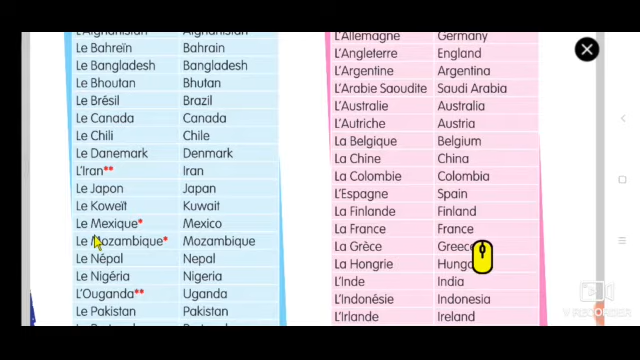 L'Afghanistan Afghanistan
Le Bahreïn Bahrain
Le Bangladesh Bangladesh
Le Bhoutan Bhutan
Le Brésil Brazil
Le Canada Canada
Le Chili Chile
Le Danemark Denmark
L'Iran** Iran
Le Japon Japan
Le Koweït Kuwait
Le Mexique* Mexico
Le Mozambique* Mozambique
Le Népal Nepal
Le Nigéria Nigeria
L'Ouganda** Uganda
Le Pakistan Pakistan
L'Allemagne Germany
L'Angleterre England
L'Argentine Argentina
L'Arabie Saoudite Saudi Arabia
L'Australie Australia
L'Autriche Austria
La Belgique Belgium
La Chine China
La Colombie Colombia
L'Espagne Spain
La Finlande Finland
La France France
La Grèce Greece
La Hongrie
L'Inde India
L'Indonésie Indonesia
L'Irlande Ireland
V RECORDER